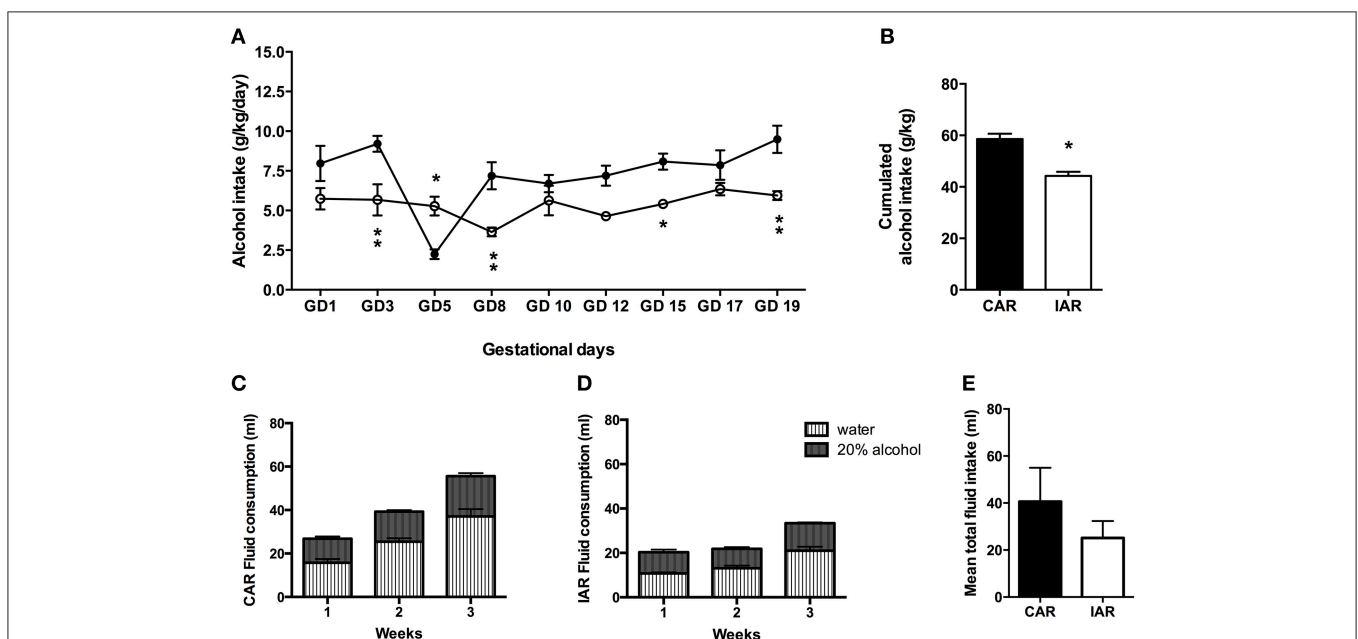 A
Alcohol intake (g/kg/day)
15.0
12.5
10.0
7.5
5.0
2.5
0.0
*
*
*
*
*
*
*
*
GD1 GD3 GD5 GD8 GD 10 GD 12 GD 15 GD 17 GD 19
Gestational days
B
Cumulated
alcohol intake (g/kg)
80
60
40
20
0
*
CAR IAR
C
CAR Fluid consumption (ml)
80
60
40
20
0
1 2 3
Weeks
D
IAR Fluid consumption (ml)
80
60
40
20
0
1 2 3
Weeks
water
20% alcohol
E
Mean total fluid intake (ml)
80
60
40
20
0
CAR IAR